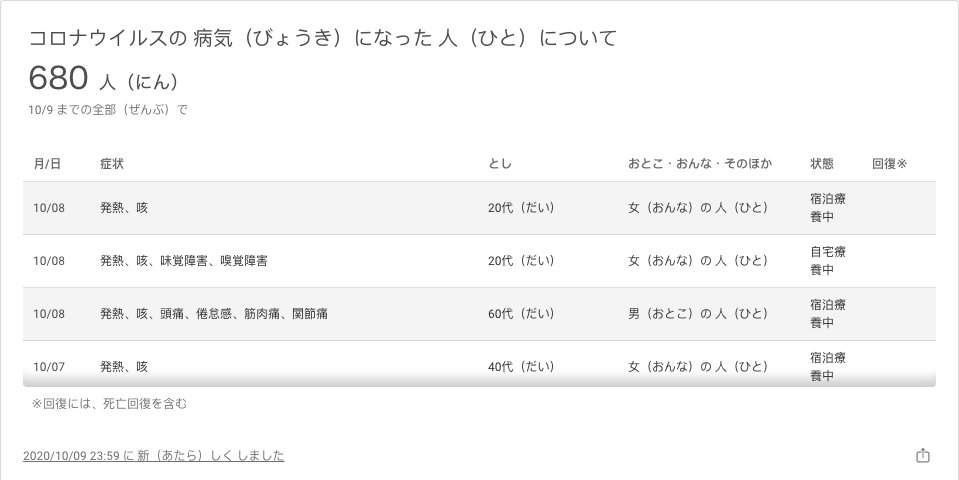 コロナウイルスの 病気（びょうき）になった 人（ひと）について
680 人（にん）
10/9 までの全部（ぜんぶ）で
月/日 症状 とし おとこ・おんな・そのほか 状態 回復※
10/08 発熱、咳 20代（だい） 女（おんな）の 人（ひと） 宿泊療
養中
10/08 発熱、咳、味覚障害、嗅覚障害 20代（だい） 女（おんな）の 人（ひと） 自宅療
養中
10/08 発熱、咳、頭痛、倦怠感、筋肉痛、関節痛 60代（だい） 男（おとこ）の 人（ひと） 宿泊療
養中
10/07 発熱、咳 40代（だい） 女（おんな）の 人（ひと） 宿泊療
養中
※回復には、死亡回復を含む
2020/10/09 23:59 に 新（あたら）しく しました